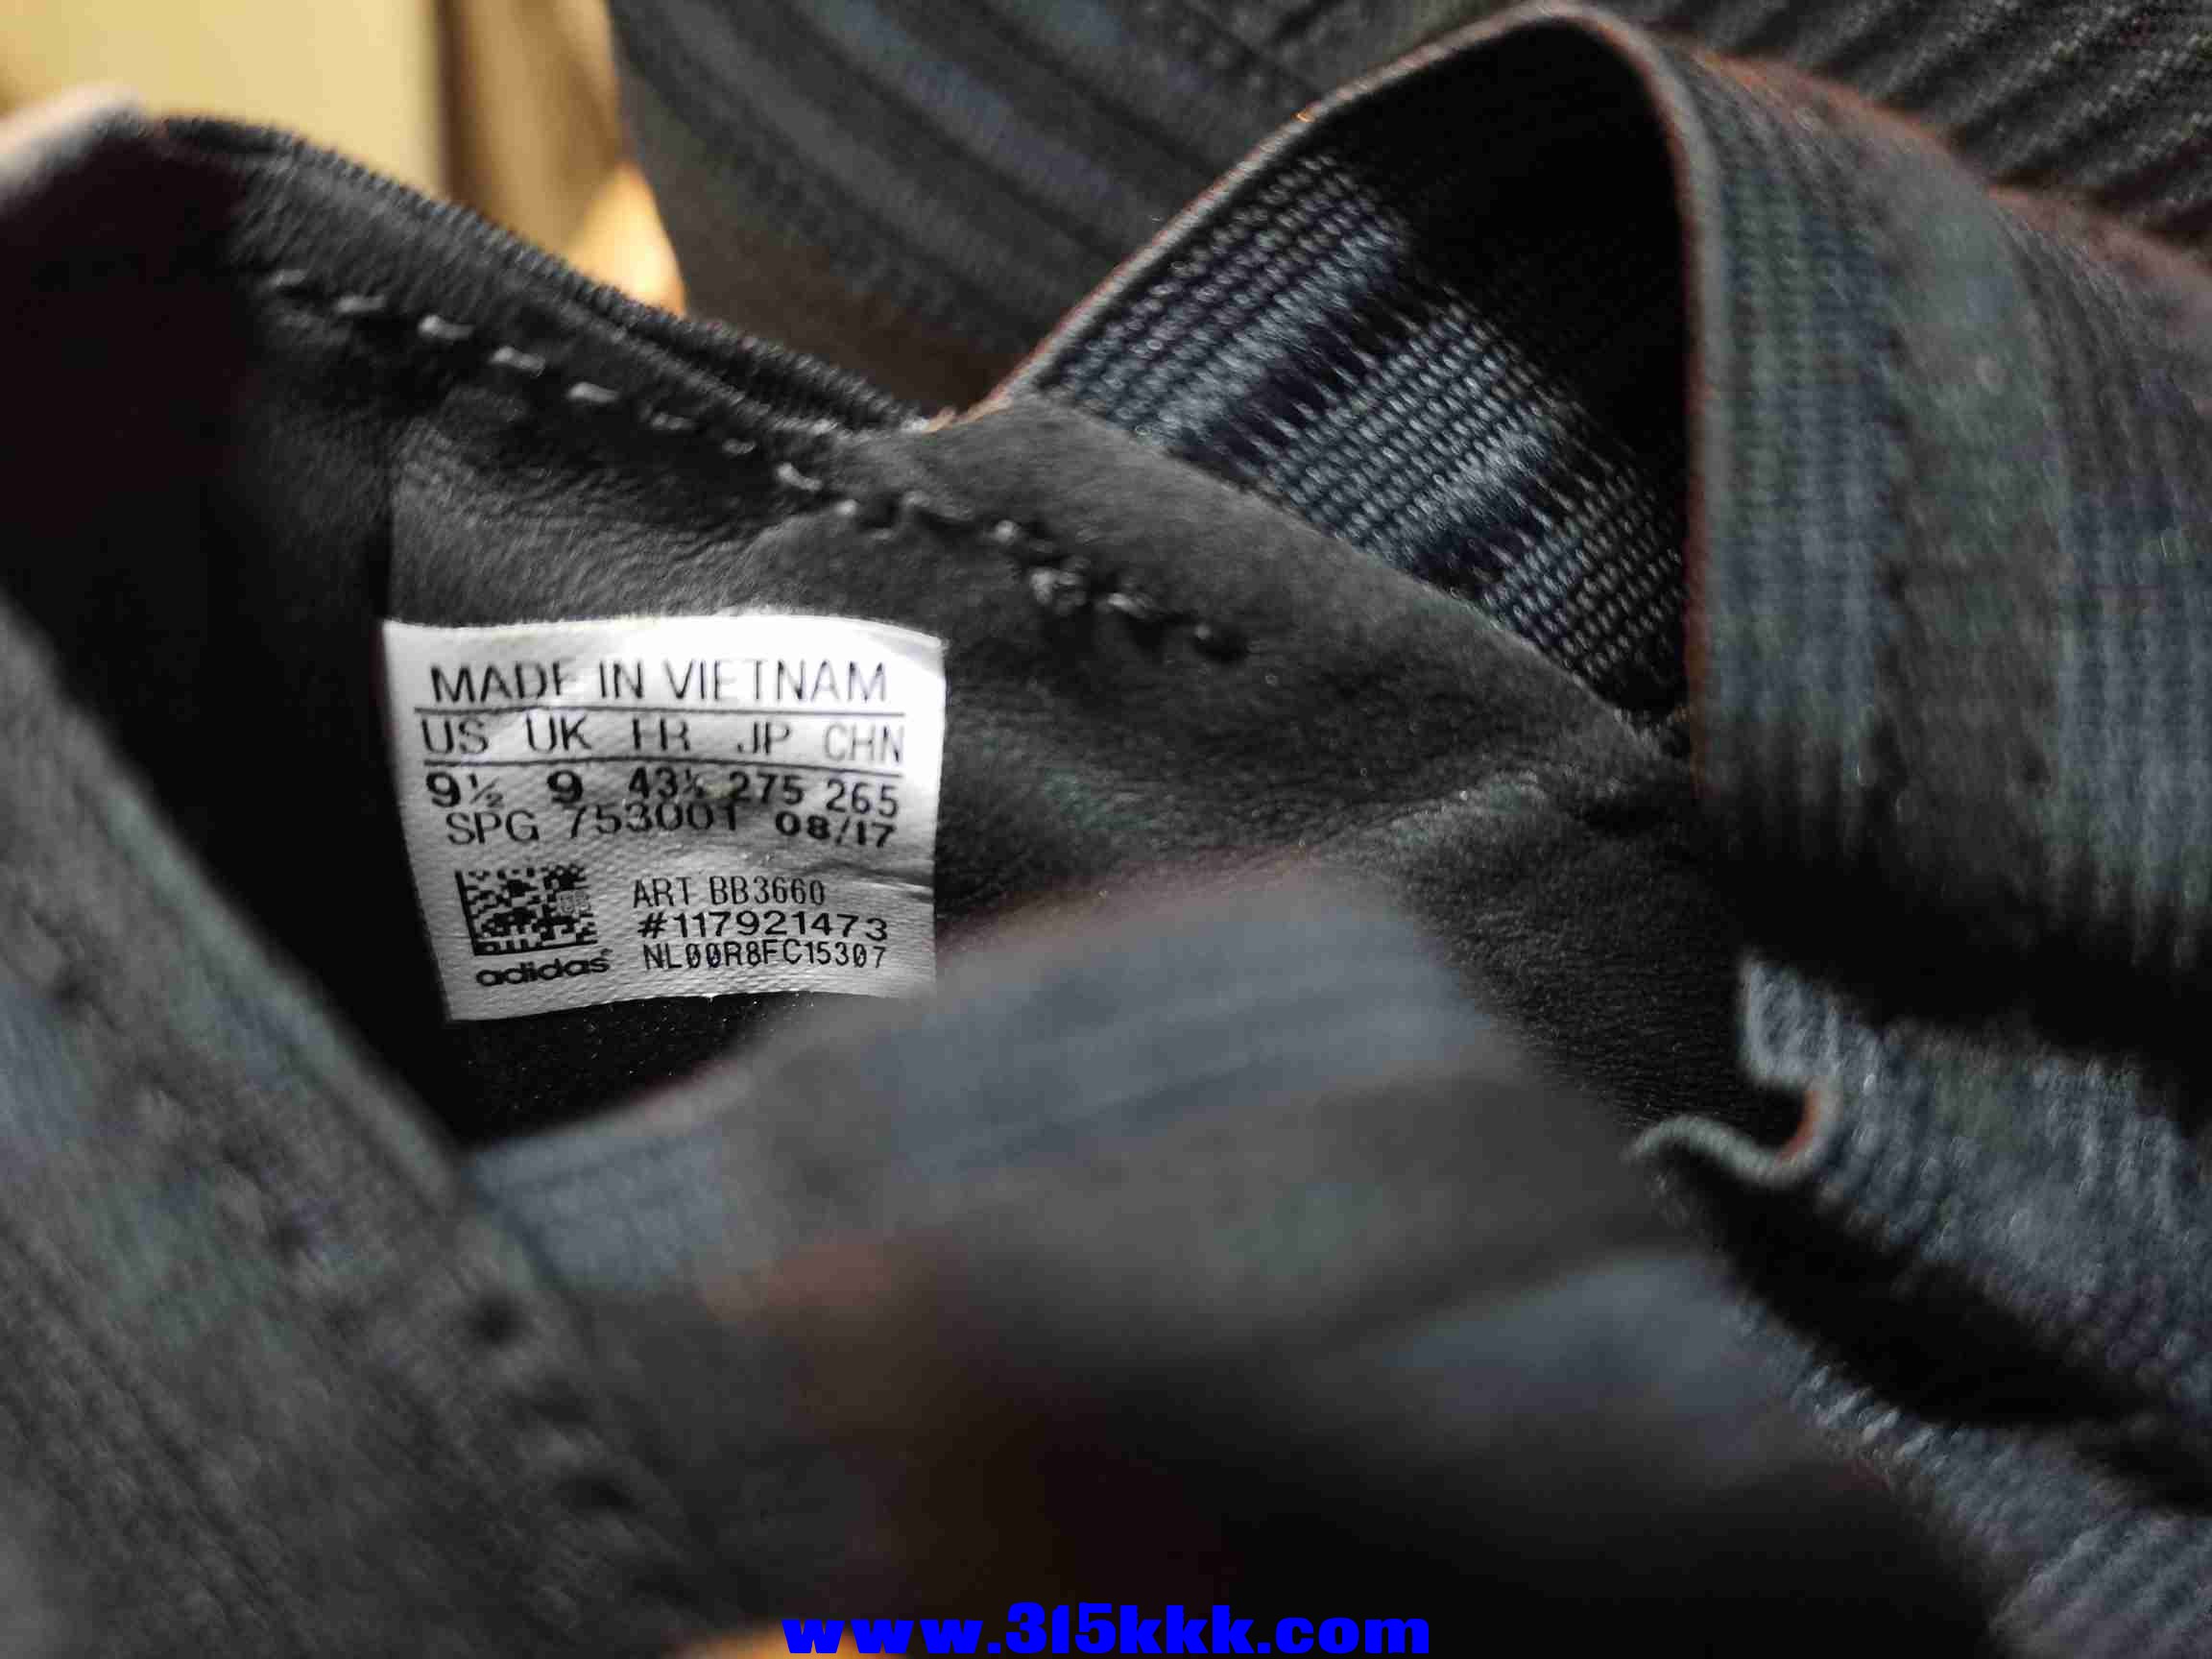 MADE IN VIETNAM
US UK FR JP CHN
9½ 9 43⅓ 275 265
SPG 753001 08/17
ART BB3660
#117921473
NL00R8FC15307
adidas
www.315kkk.com